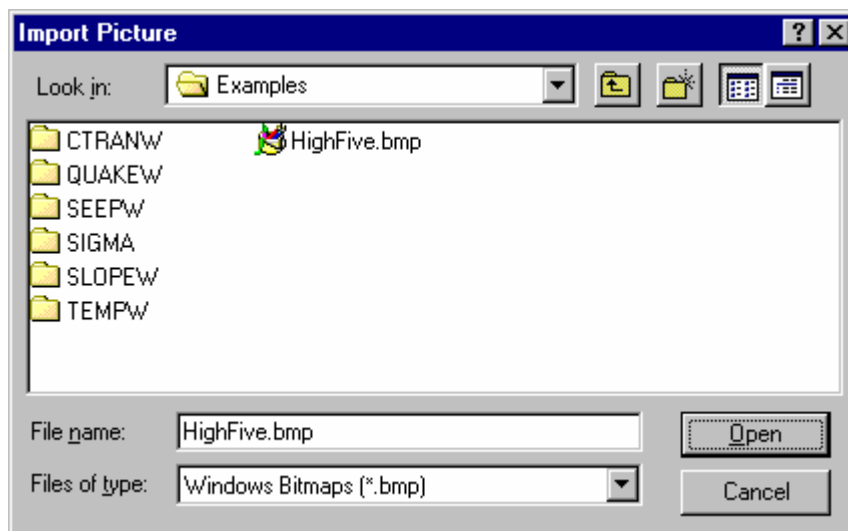 Import Picture
Look in: Examples
CTRANW HighFive.bmp
QUAKEW
SEEPW
SIGMA
SLOPEW
TEMPW
File name: HighFive.bmp Open
Files of type: Windows Bitmaps (*.bmp) Cancel